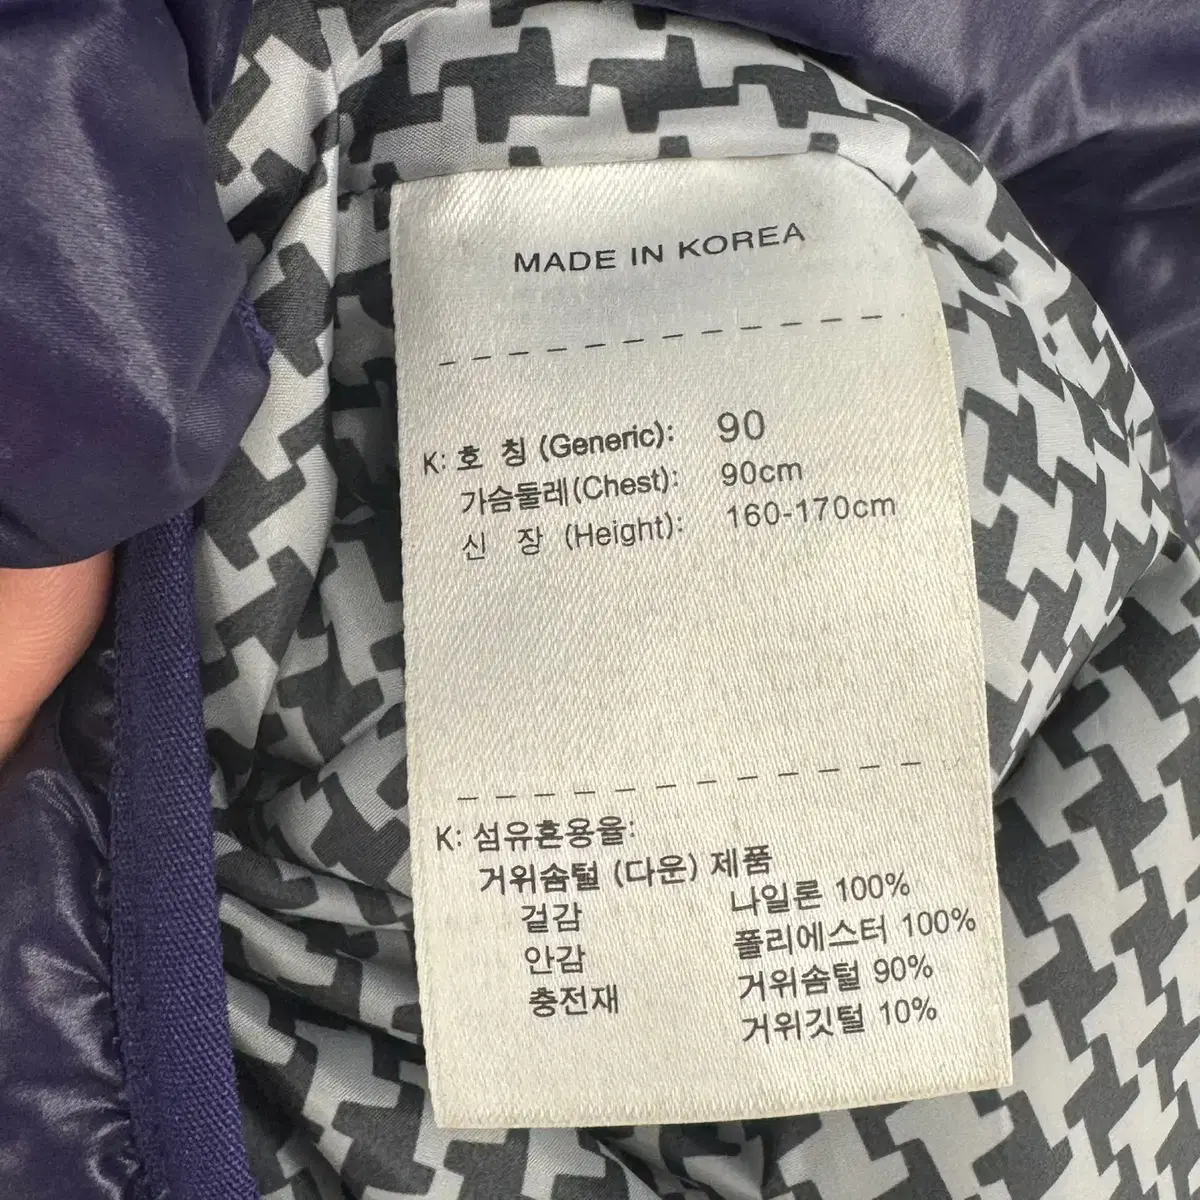 MADE IN KOREA
K: 호 칭 (Generic): 90
가슴둘레(Chest): 90cm
신 장 (Height): 160-170cm
K: 섬유혼용율:
거위솜털 (다운) 제품
겉감 나일론 100%
안감 폴리에스터 100%
충전재 거위솜털 90%
거위깃털 10%